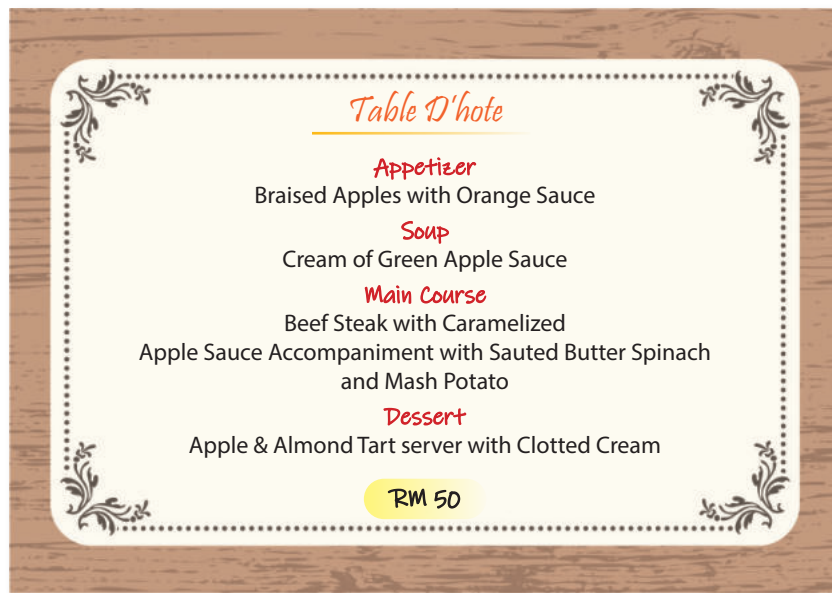 Table D'hote
Appetizer
Braised Apples with Orange Sauce
Soup
Cream of Green Apple Sauce
Main Course
Beef Steak with Caramelized
Apple Sauce Accompaniment with Sauted Butter Spinach
and Mash Potato
Dessert
Apple & Almond Tart server with Clotted Cream
RM 50